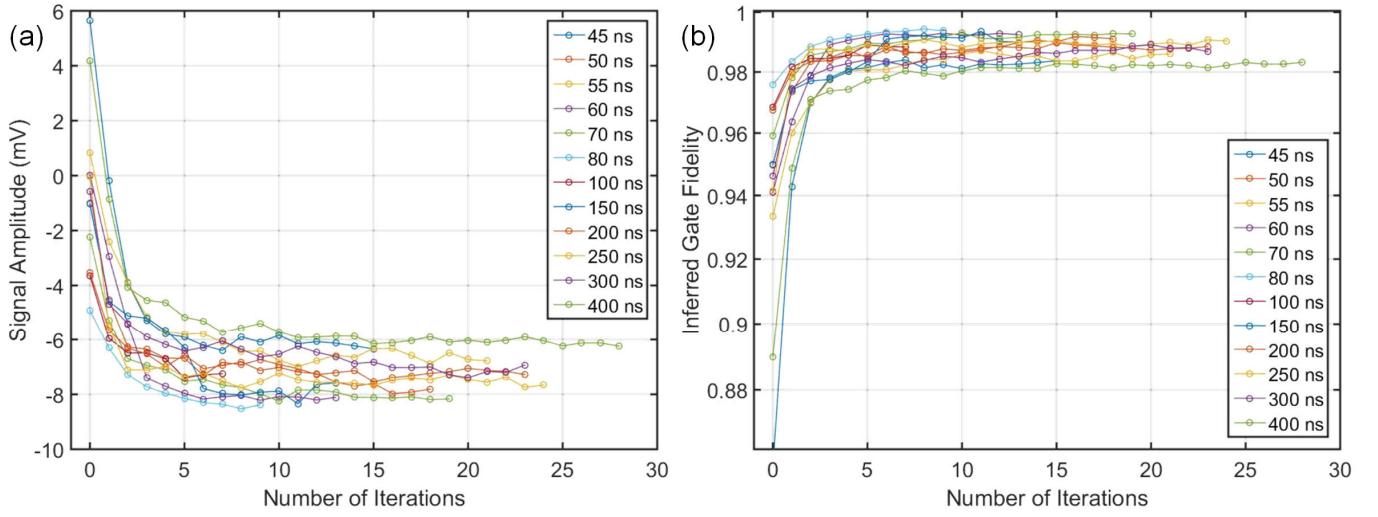 (a)
Signal Amplitude (mV)
6
4
2
0
-2
-4
-6
-8
-10
0 5 10 15 20 25 30
Number of Iterations
45 ns
50 ns
55 ns
60 ns
70 ns
80 ns
100 ns
150 ns
200 ns
250 ns
300 ns
400 ns
(b)
Inferred Gate Fidelity
1
0.98
0.96
0.94
0.92
0.9
0.88
0 5 10 15 20 25 30
Number of Iterations
45 ns
50 ns
55 ns
60 ns
70 ns
80 ns
100 ns
150 ns
200 ns
250 ns
300 ns
400 ns